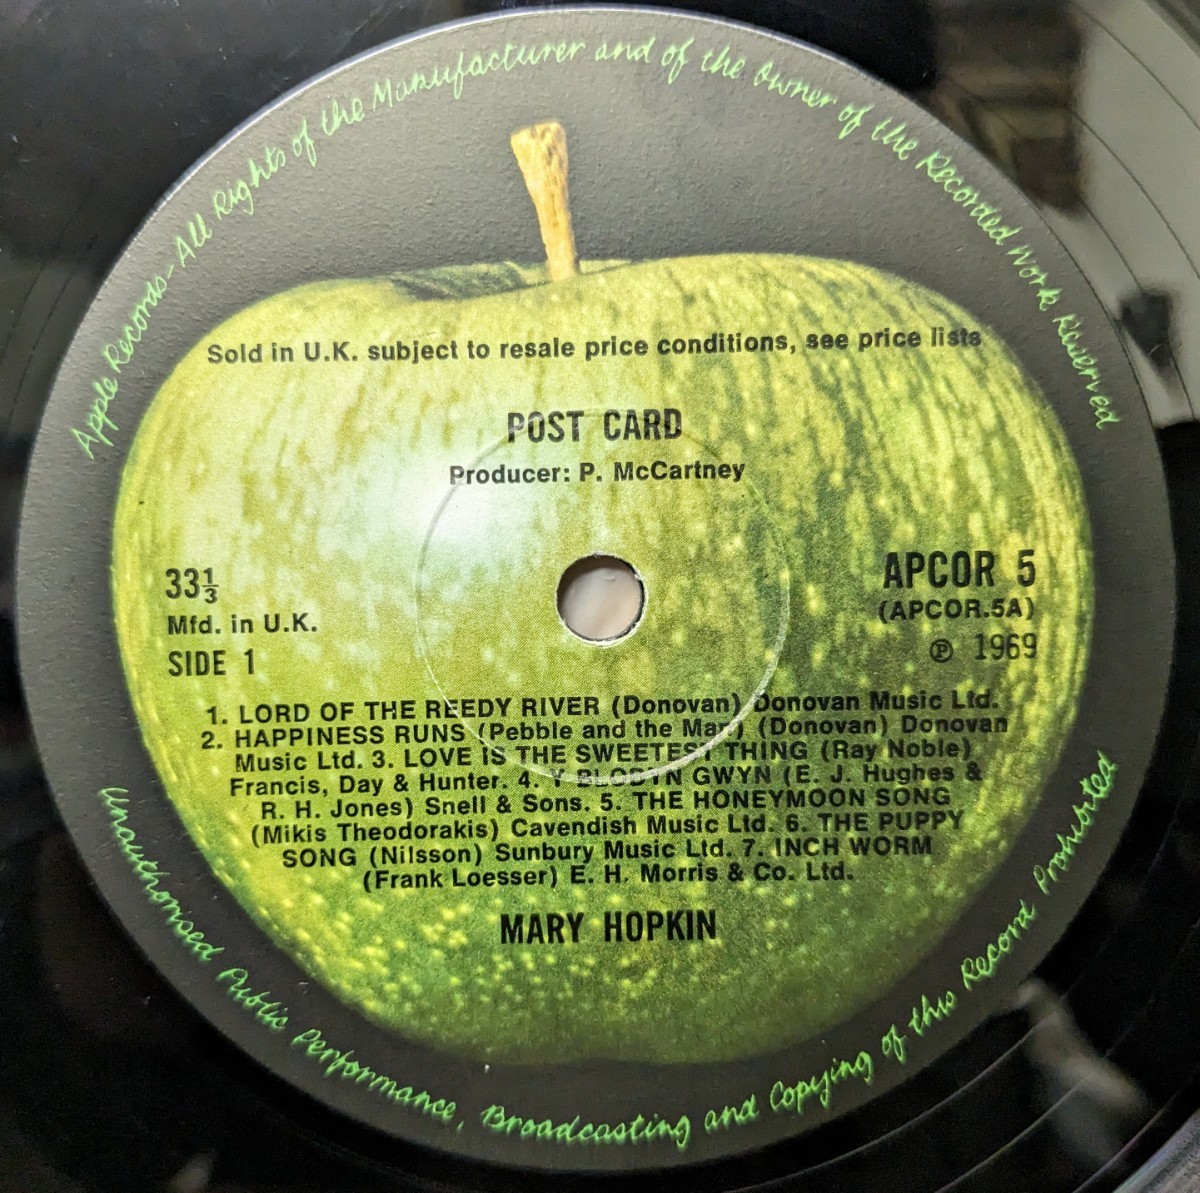 Apple Records-All Rights of the Manufacturer and of the Owner of the Recorded Work Reserved
Sold in U.K. subject to resale price conditions, see price lists
POST CARD
Producer: P. McCartney
33⅓
Mfd. in U.K.
SIDE 1
APCOR 5
(APCOR.5A)
℗ 1969
1. LORD OF THE REEDY RIVER (Donovan) Donovan Music Ltd.
2. HAPPINESS RUNS (Pebble and the Man) (Donovan) Donovan
Music Ltd. 3. LOVE IS THE SWEETEST THING (Ray Noble)
Francis, Day & Hunter. 4. Y BLODYN GWYN (E. J. Hughes &
R. H. Jones) Snell & Sons. 5. THE HONEYMOON SONG
(Mikis Theodorakis) Cavendish Music Ltd. 6. THE PUPPY
SONG (Nilsson) Sunbury Music Ltd. 7. INCH WORM
(Frank Loesser) E. H. Morris & Co. Ltd.
MARY HOPKIN
Unauthorised Public Performance, Broadcasting and Copying of this Record Prohibited